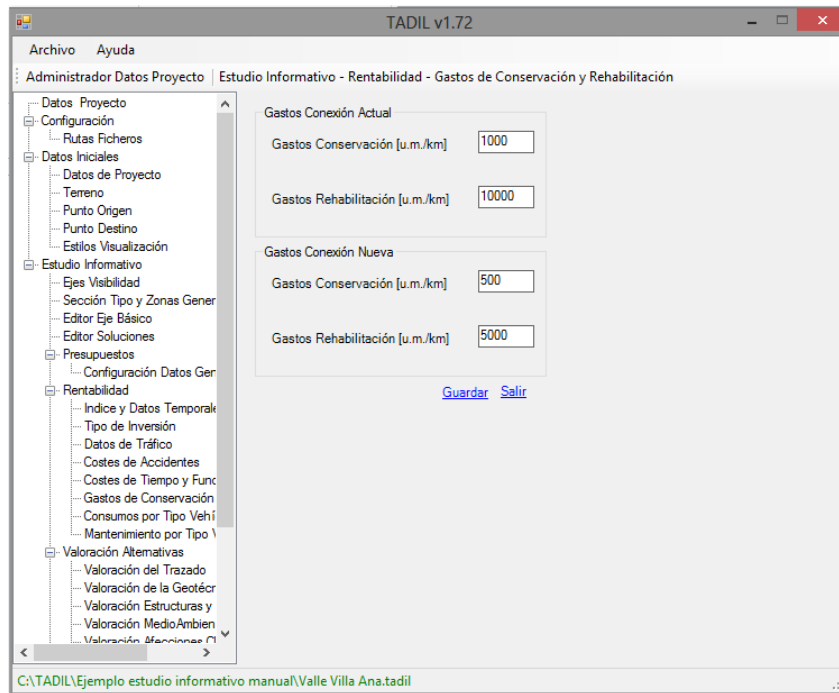 TADIL v1.72
Archivo Ayuda
Administrador Datos Proyecto Estudio Informativo - Rentabilidad - Gastos de Conservación y Rehabilitación
Datos Proyecto
Configuración
Rutas Ficheros
Datos Iniciales
Datos de Proyecto
Terreno
Punto Origen
Punto Destino
Estilos Visualización
Estudio Informativo
Ejes Visibilidad
Sección Tipo y Zonas Gener
Editor Eje Básico
Editor Soluciones
Presupuestos
Configuración Datos Gen
Rentabilidad
Indice y Datos Temporale
Tipo de Inversión
Datos de Tráfico
Costes de Accidentes
Costes de Tiempo y Func
Gastos de Conservación
Consumos por Tipo Vehí
Mantenimiento por Tipo V
Valoración Alternativas
Valoración del Trazado
Valoración de la Geotécr
Valoración Estructuras y
Valoración MedioAmbien
Valoración Afecciones Cl
Gastos Conexión Actual
Gastos Conservación [u.m./km] 1000
Gastos Rehabilitación [u.m./km] 10000
Gastos Conexión Nueva
Gastos Conservación [u.m./km] 500
Gastos Rehabilitación [u.m./km] 5000
Guardar Salir
C:\TADIL\Ejemplo estudio informativo manual\Valle Villa Ana.tadil